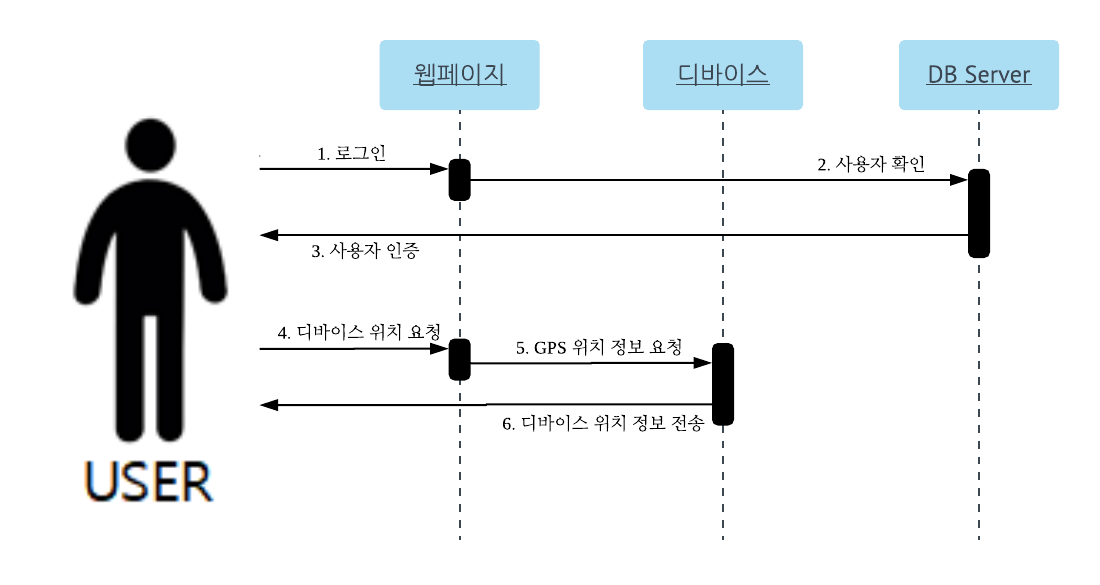 웹페이지
디바이스
DB Server
1. 로그인
2. 사용자 확인
3. 사용자 인증
4. 디바이스 위치 요청
5. GPS 위치 정보 요청
6. 디바이스 위치 정보 전송
USER